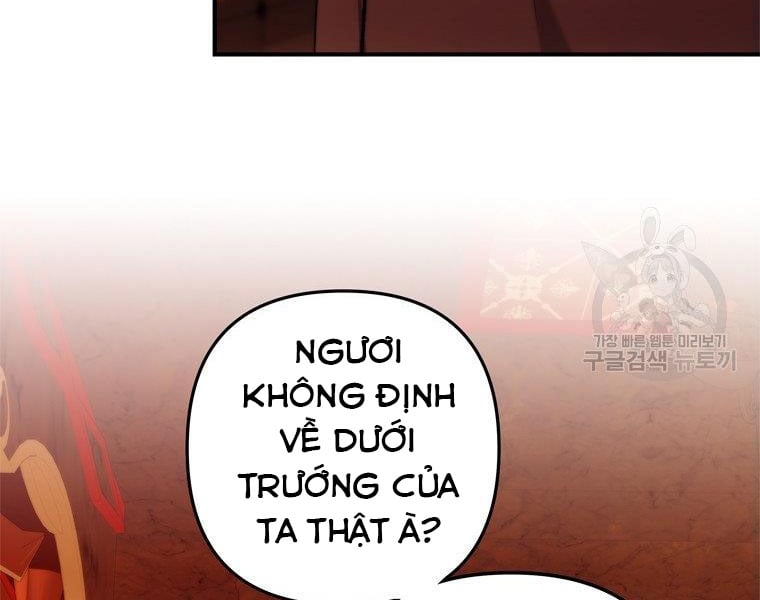 가장 빠른 웹툰 미리보기
구글검색 뉴토끼
NGƯƠI
KHÔNG ĐỊNH
VỀ DƯỚI
TRƯỚNG CỦA
TA THẬT À?